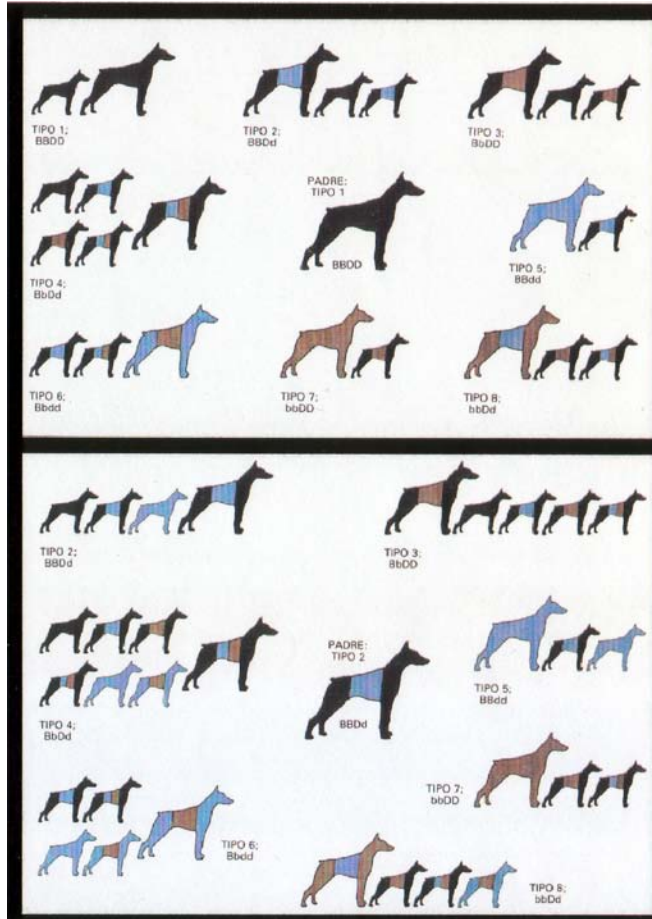 TIPO 1;
BBDD
TIPO 2;
BBDd
TIPO 3;
BbDD
TIPO 4;
BbDd
PADRE:
TIPO 1
BBDD
TIPO 5;
BBdd
TIPO 6;
Bbdd
TIPO 7;
bbDD
TIPO 8;
bbDd
TIPO 2;
BBDd
TIPO 3;
BbDD
TIPO 4;
BbDd
PADRE:
TIPO 2
BBDd
TIPO 5;
BBdd
TIPO 6;
Bbdd
TIPO 7;
bbDD
TIPO 8;
bbDd